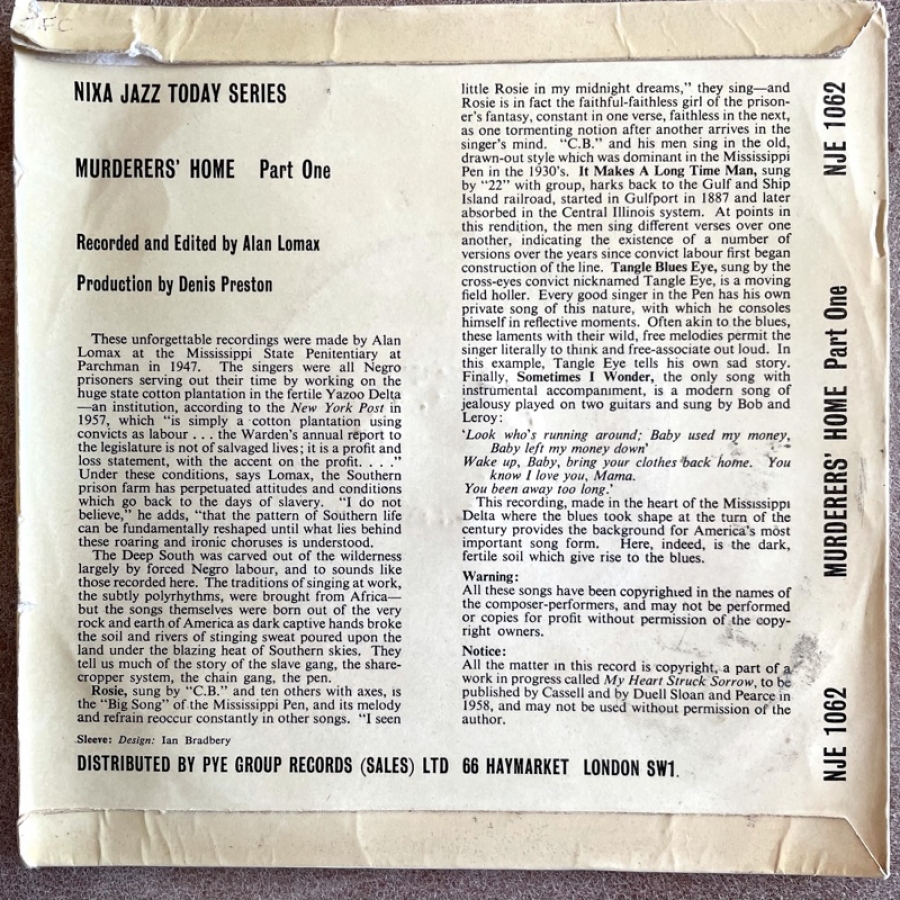 NIXA JAZZ TODAY SERIES
MURDERERS' HOME Part One
Recorded and Edited by Alan Lomax
Production by Denis Preston
These unforgettable recordings were made by Alan
Lomax at the Mississippi State Penitentiary at
Parchman in 1947. The singers were all Negro
prisoners serving out their time by working on the
huge state cotton plantation in the fertile Yazoo Delta
—an institution, according to the New York Post in
1957, which "is simply a cotton plantation using
convicts as labour . . . the Warden's annual report to
the legislature is not of salvaged lives; it is a profit and
loss statement, with the accent on the profit. . . ."
Under these conditions, says Lomax, the Southern
prison farm has perpetuated attitudes and conditions
which go back to the days of slavery. "I do not
believe," he adds, "that the pattern of Southern life
can be fundamentally reshaped until what lies behind
these roaring and ironic choruses is understood.
The Deep South was carved out of the wilderness
largely by forced Negro labour, and to sounds like
those recorded here. The traditions of singing at work,
the subtly polyrhythms, were brought from Africa—
but the songs themselves were born out of the very
rock and earth of America as dark captive hands broke
the soil and rivers of stinging sweat poured upon the
land under the blazing heat of Southern skies. They
tell us much of the story of the slave gang, the share-
cropper system, the chain gang, the pen.
Rosie, sung by "C.B." and ten others with axes, is
the "Big Song" of the Mississippi Pen, and its melody
and refrain reoccur constantly in other songs. "I seen
little Rosie in my midnight dreams," they sing—and
Rosie is in fact the faithful-faithless girl of the prison-
er's fantasy, constant in one verse, faithless in the next,
as one tormenting notion after another arrives in the
singer's mind. "C.B." and his men sing in the old,
drawn-out style which was dominant in the Mississippi
Pen in the 1930's. It Makes A Long Time Man, sung
by "22" with group, harks back to the Gulf and Ship
Island railroad, started in Gulfport in 1887 and later
absorbed in the Central Illinois system. At points in
this rendition, the men sing different verses over one
another, indicating the existence of a number of
versions over the years since convict labour first began
construction of the line. Tangle Blues Eye, sung by the
cross-eyes convict nicknamed Tangle Eye, is a moving
field holler. Every good singer in the Pen has his own
private song of this nature, with which he consoles
himself in reflective moments. Often akin to the blues,
these laments with their wild, free melodies permit the
singer literally to think and free-associate out loud. In
this example, Tangle Eye tells his own sad story.
Finally, Sometimes I Wonder, the only song with
instrumental accompaniment, is a modern song of
jealousy played on two guitars and sung by Bob and
Leroy:
'Look who's running around; Baby used my money,
Baby left my money down'
Wake up, Baby, bring your clothes back home. You
know I love you, Mama.
You been away too long.'
This recording, made in the heart of the Mississippi
Delta where the blues took shape at the turn of the
century provides the background for America's most
important song form. Here, indeed, is the dark,
fertile soil which give rise to the blues.
Warning:
All these songs have been copyrighted in the names of
the composer-performers, and may not be performed
or copies for profit without permission of the copy-
right owners.
Notice:
All the matter in this record is copyright, a part of a
work in progress called My Heart Struck Sorrow, to be
published by Cassell and by Duell Sloan and Pearce in
1958, and may not be used without permission of the
author.
Sleeve: Design: Ian Bradbery
DISTRIBUTED BY PYE GROUP RECORDS (SALES) LTD 66 HAYMARKET LONDON SW1.
NJE 1062
MURDERERS' HOME Part One
NJE 1062